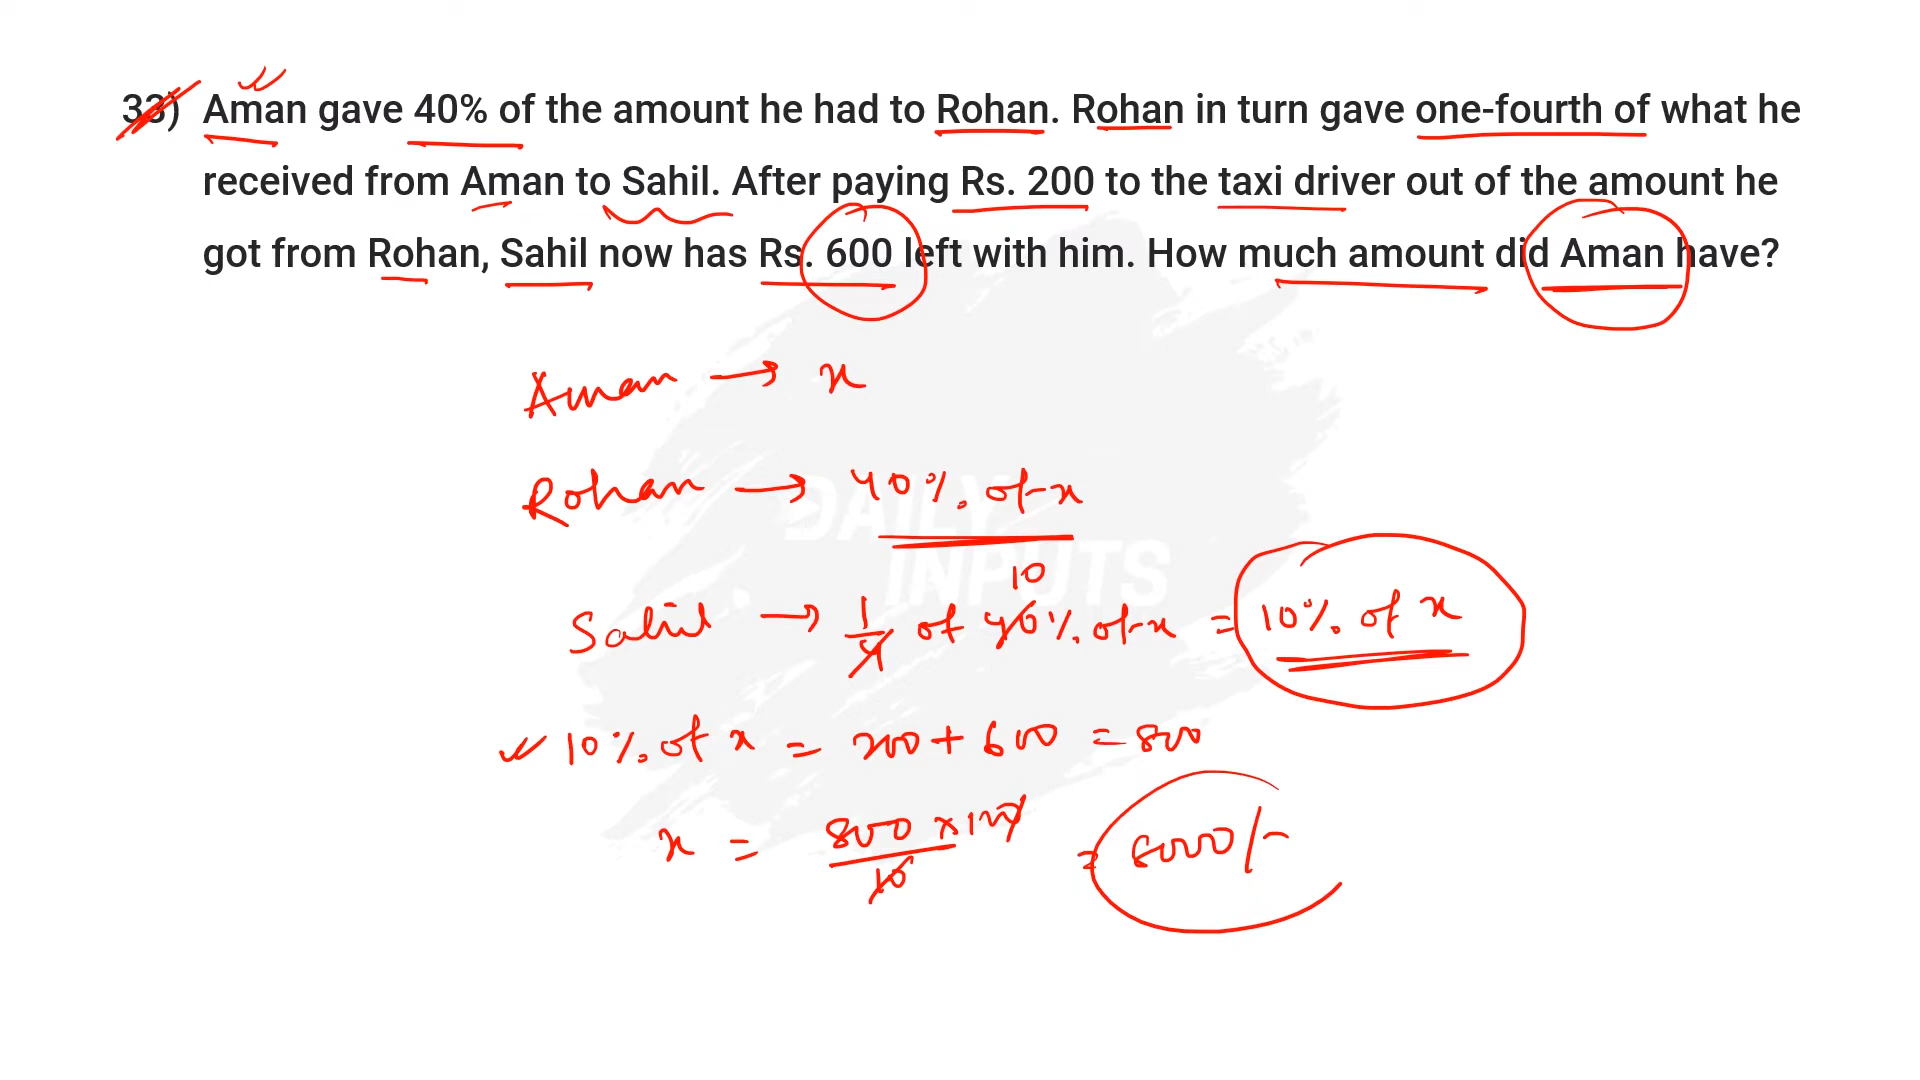 33) Aman gave 40% of the amount he had to Rohan. Rohan in turn gave one-fourth of what he
received from Aman to Sahil. After paying Rs. 200 to the taxi driver out of the amount he
got from Rohan, Sahil now has Rs. 600 left with him. How much amount did Aman have?
Aman → x
Rohan → 40% of x
DAILY
INPUTS
10
Sahil → 1/4 of 40% of x = 10% of x
10% of x = 200 + 600 = 800
x = 800 × 100 / 10 = 8000/-